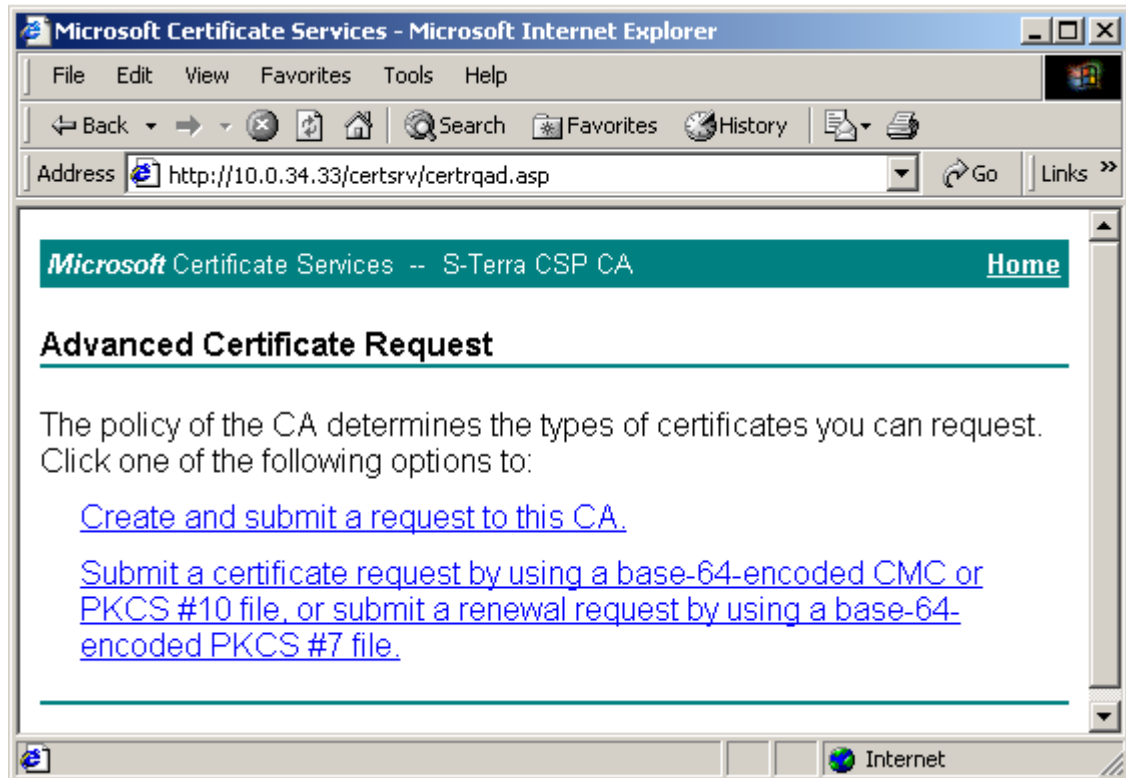 Microsoft Certificate Services - Microsoft Internet Explorer
File Edit View Favorites Tools Help
Back Search Favorites History
Address http://10.0.34.33/certsrv/certrqad.asp Go Links »
Microsoft Certificate Services -- S-Terra CSP CA Home
Advanced Certificate Request
The policy of the CA determines the types of certificates you can request.
Click one of the following options to:
Create and submit a request to this CA.
Submit a certificate request by using a base-64-encoded CMC or
PKCS #10 file, or submit a renewal request by using a base-64-
encoded PKCS #7 file.
Internet